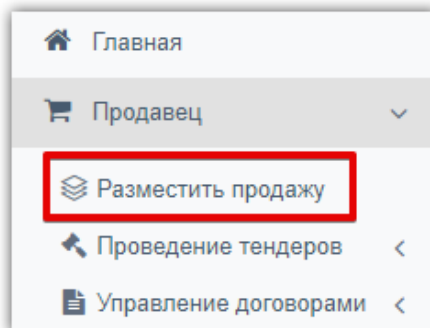 Главная
Продавец
Разместить продажу
Проведение тендеров
Управление договорами